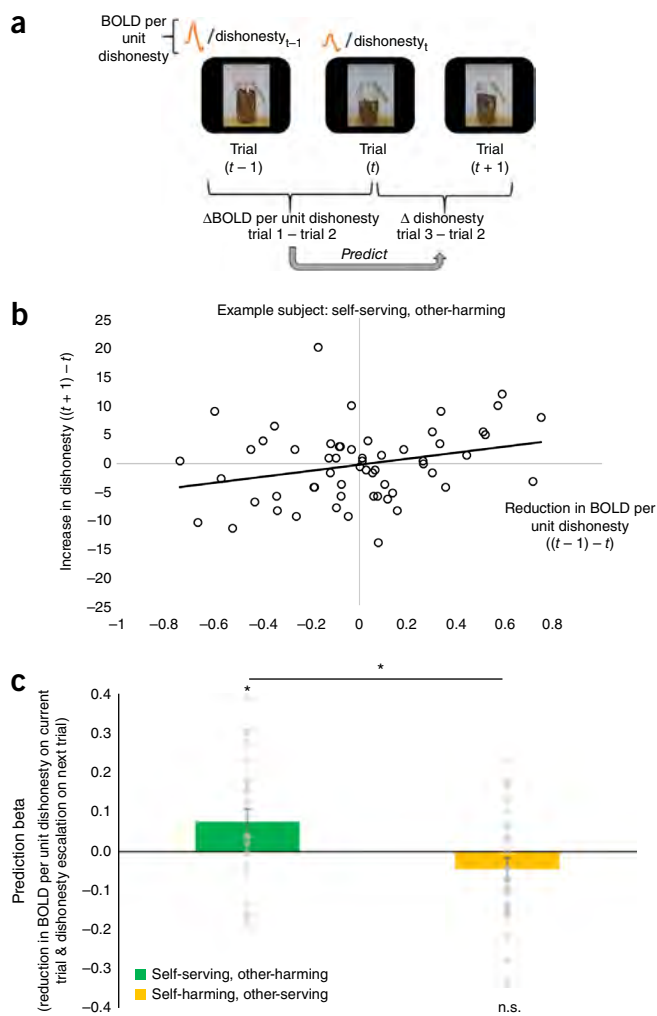 a
BOLD per
unit
dishonesty
/dishonesty t–1
/dishonesty t
Trial
(t – 1)
Trial
(t)
Trial
(t + 1)
ΔBOLD per unit dishonesty
trial 1 – trial 2
Δ dishonesty
trial 3 – trial 2
Predict
b
Example subject: self-serving, other-harming
Increase in dishonesty ((t + 1) – t)
25
20
15
10
5
0
–5
–10
–15
–20
–25
–1 –0.8 –0.6 –0.4 –0.2 0 0.2 0.4 0.6 0.8
Reduction in BOLD per
unit dishonesty
((t – 1) – t)
c
*
*
Prediction beta
(reduction in BOLD per unit dishonesty on current
trial & dishonesty escalation on next trial)
0.4
0.3
0.2
0.1
0.0
–0.1
–0.2
–0.3
–0.4
Self-serving, other-harming
Self-harming, other-serving
n.s.